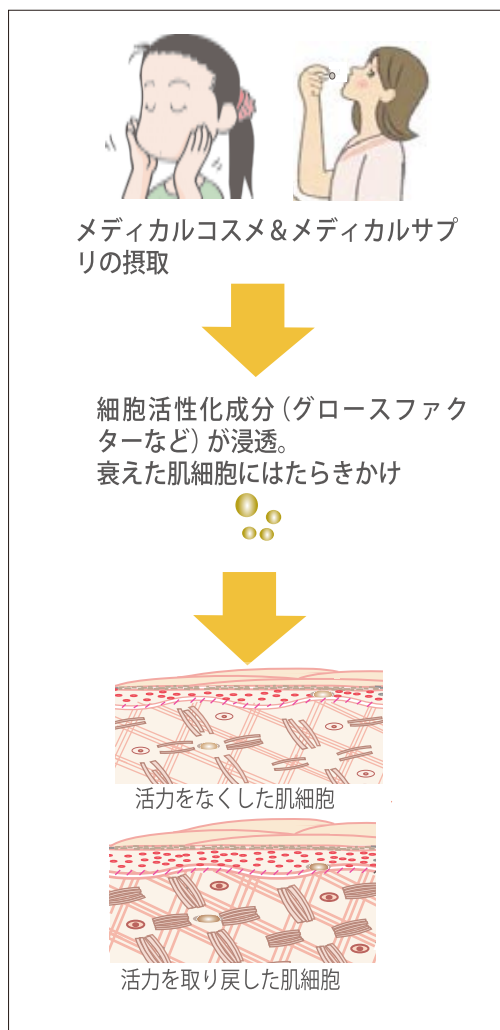 メディカルコスメ＆メディカルサプ
リの摂取
細胞活性化成分（グロースファク
ターなど）が浸透。
衰えた肌細胞にはたらきかけ
活力をなくした肌細胞
活力を取り戻した肌細胞